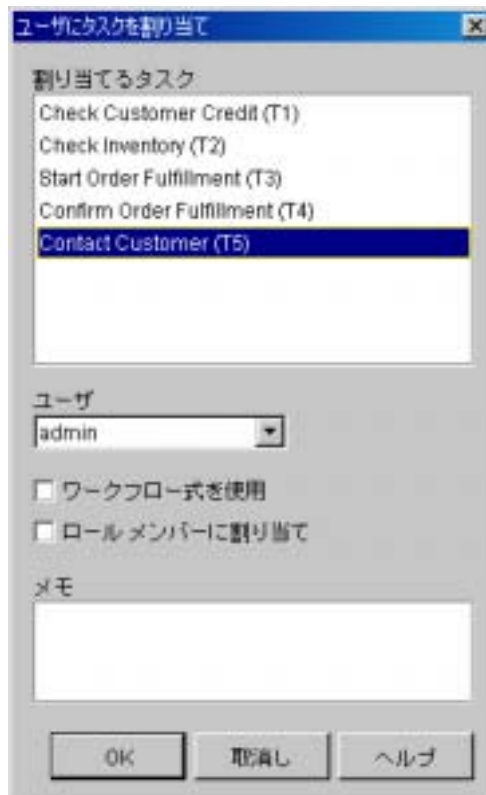 ユーザにタスクを割り当て
割り当てるタスク
Check Customer Credit (T1)
Check Inventory (T2)
Start Order Fulfillment (T3)
Confirm Order Fulfillment (T4)
Contact Customer (T5)
ユーザ
admin
ワークフロー式を使用
ロール メンバーに割り当て
メモ
OK 取消し ヘルプ